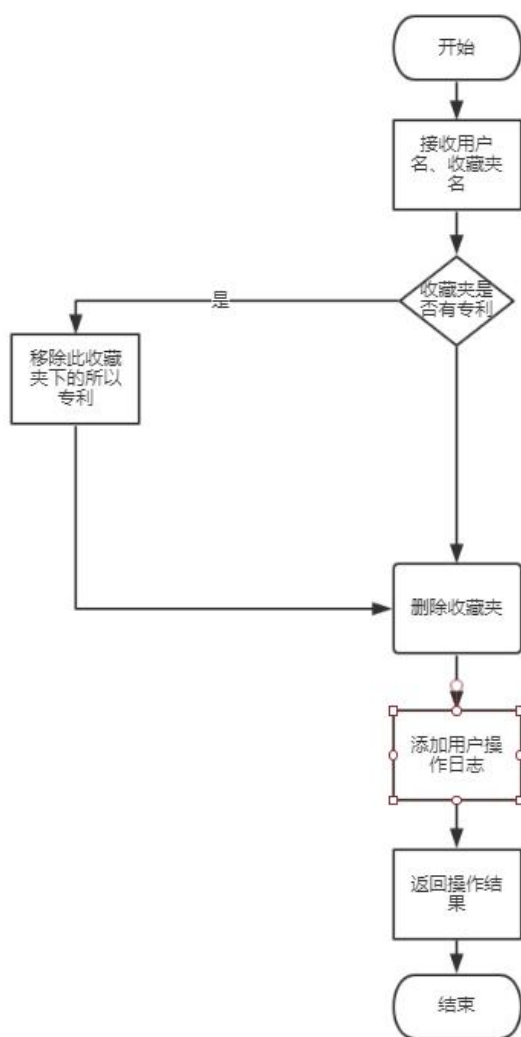 开始
接收用户
名、收藏夹
名
收藏夹是
否有专利
是
移除此收藏
夹下的所以
专利
删除收藏夹
添加用户操
作日志
返回操作结
果
结束